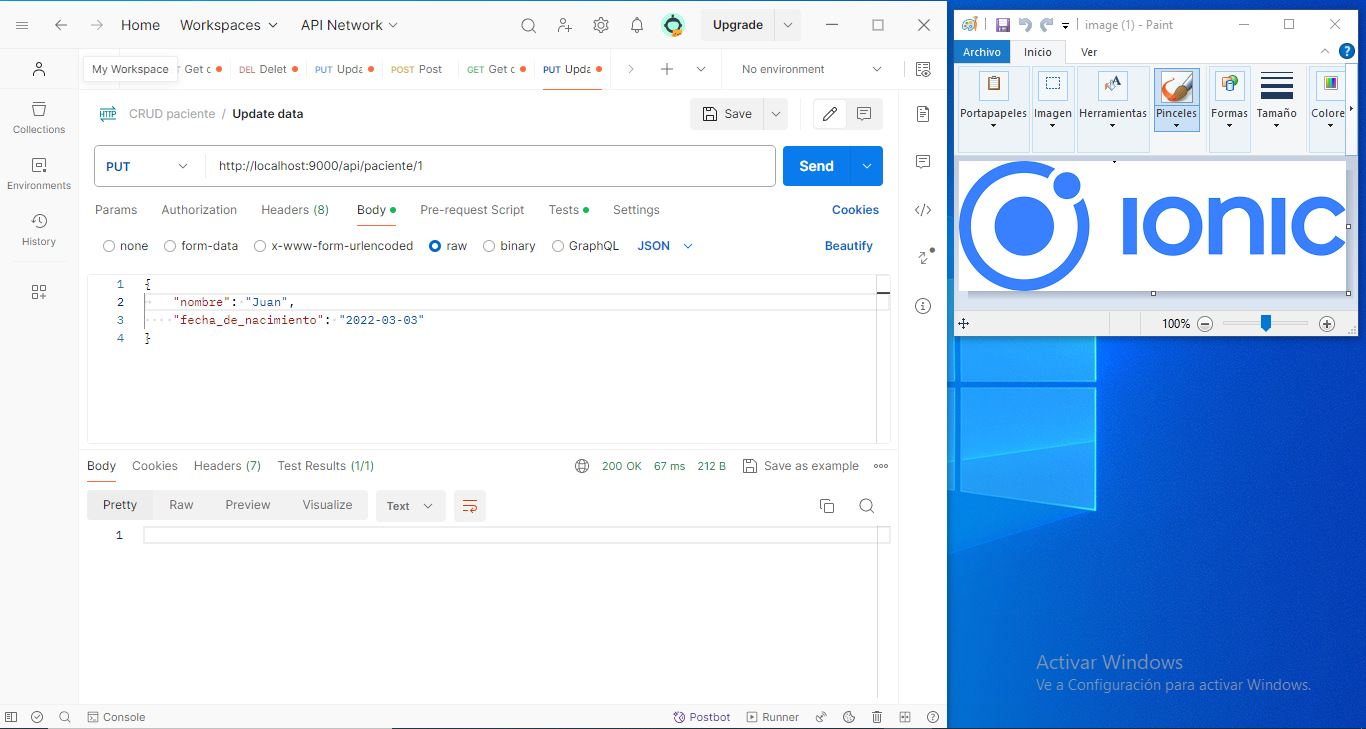 Home Workspaces API Network Upgrade
My Workspace GET Get c DEL Delet PUT Upda POST Post GET Get c PUT Upda No environment
HTTP CRUD paciente / Update data Save
Collections
Environments
History
PUT http://localhost:9000/api/paciente/1 Send
Params Authorization Headers (8) Body Pre-request Script Tests Settings Cookies
none form-data x-www-form-urlencoded raw binary GraphQL JSON Beautify
1 {
2 "nombre": "Juan",
3 "fecha_de_nacimiento": "2022-03-03"
4 }
Body Cookies Headers (7) Test Results (1/1) 200 OK 67 ms 212 B Save as example
Pretty Raw Preview Visualize Text
1
Console Postbot Runner
image (1) - Paint
Archivo Inicio Ver
Portapapeles Imagen Herramientas Pinceles Formas Tamaño Colore
ionic
100%
Activar Windows
Ve a Configuración para activar Windows.